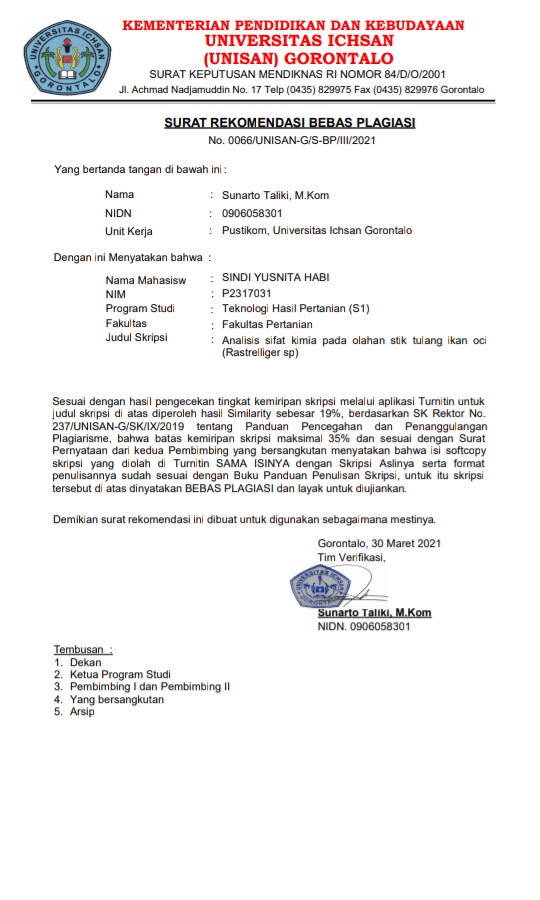 KEMENTERIAN PENDIDIKAN DAN KEBUDAYAAN
UNIVERSITAS ICHSAN
(UNISAN) GORONTALO
SURAT KEPUTUSAN MENDIKNAS RI NOMOR 84/D/O/2001
Jl. Achmad Nadjamuddin No. 17 Telp (0435) 829975 Fax (0435) 829976 Gorontalo
UNIVERSITAS ICHSAN
GORONTALO
SURAT REKOMENDASI BEBAS PLAGIASI
No. 0066/UNISAN-G/S-BP/III/2021
Yang bertanda tangan di bawah ini :
Nama : Sunarto Taliki, M.Kom
NIDN : 0906058301
Unit Kerja : Pustikom, Universitas Ichsan Gorontalo
Dengan ini Menyatakan bahwa :
Nama Mahasisw : SINDI YUSNITA HABI
NIM : P2317031
Program Studi : Teknologi Hasil Pertanian (S1)
Fakultas : Fakultas Pertanian
Judul Skripsi : Analisis sifat kimia pada olahan stik tulang ikan oci
(Rastrelliger sp)
Sesuai dengan hasil pengecekan tingkat kemiripan skripsi melalui aplikasi Turnitin untuk
judul skripsi di atas diperoleh hasil Similarity sebesar 19%, berdasarkan SK Rektor No.
237/UNISAN-G/SK/IX/2019 tentang Panduan Pencegahan dan Penanggulangan
Plagiarisme, bahwa batas kemiripan skripsi maksimal 35% dan sesuai dengan Surat
Pernyataan dari kedua Pembimbing yang bersangkutan menyatakan bahwa isi softcopy
skripsi yang diolah di Turnitin SAMA ISINYA dengan Skripsi Aslinya serta format
penulisannya sudah sesuai dengan Buku Panduan Penulisan Skripsi, untuk itu skripsi
tersebut di atas dinyatakan BEBAS PLAGIASI dan layak untuk diujiankan.
Demikian surat rekomendasi ini dibuat untuk digunakan sebagaimana mestinya.
Gorontalo, 30 Maret 2021
Tim Verifikasi,
UNIVERSITAS ICHSAN
GORONTALO
Sunarto Taliki, M.Kom
NIDN. 0906058301
Tembusan :
1. Dekan
2. Ketua Program Studi
3. Pembimbing I dan Pembimbing II
4. Yang bersangkutan
5. Arsip